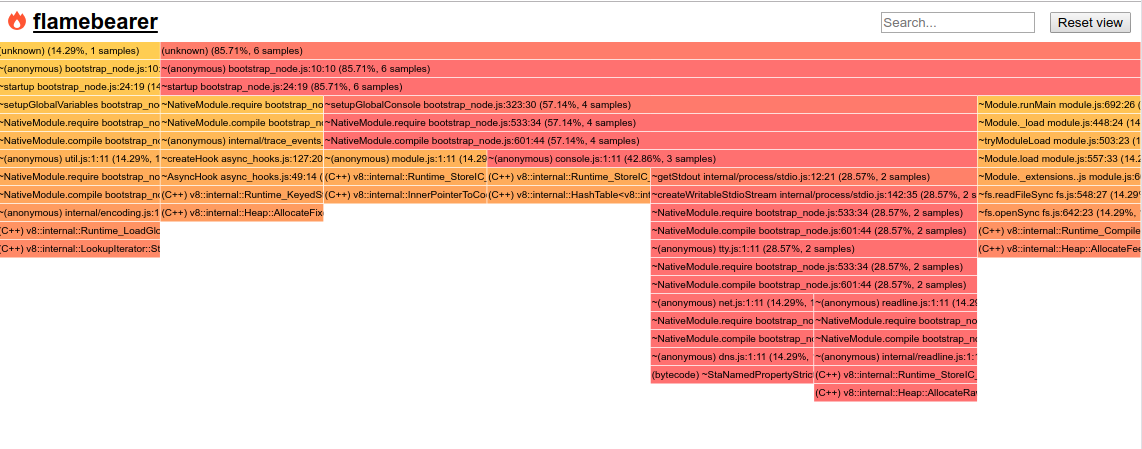 flamebearer Search... Reset view
(unknown) (14.29%, 1 samples) (unknown) (85.71%, 6 samples)
~(anonymous) bootstrap_node.js:10: ~(anonymous) bootstrap_node.js:10:10 (85.71%, 6 samples)
~startup bootstrap_node.js:24:19 (14 ~startup bootstrap_node.js:24:19 (85.71%, 6 samples)
~setupGlobalVariables bootstrap_no ~NativeModule.require bootstrap_no ~setupGlobalConsole bootstrap_node.js:323:30 (57.14%, 4 samples) ~Module.runMain module.js:692:26 (
~NativeModule.require bootstrap_no ~NativeModule.compile bootstrap_no ~NativeModule.require bootstrap_node.js:533:34 (57.14%, 4 samples) ~Module._load module.js:448:24 (14
~NativeModule.compile bootstrap_no ~(anonymous) internal/trace_events_ ~NativeModule.compile bootstrap_node.js:601:44 (57.14%, 4 samples) ~tryModuleLoad module.js:503:23 (1
~(anonymous) util.js:1:11 (14.29%, 1 ~createHook async_hooks.js:127:20 ~(anonymous) module.js:1:11 (14.29 ~(anonymous) console.js:1:11 (42.86%, 3 samples) ~Module.load module.js:557:33 (14.2
~NativeModule.require bootstrap_no ~AsyncHook async_hooks.js:49:14 ( (C++) v8::internal::Runtime_StoreIC_ (C++) v8::internal::Runtime_StoreIC_ ~getStdout internal/process/stdio.js:12:21 (28.57%, 2 samples) ~Module._extensions..js module.js:6
~NativeModule.compile bootstrap_no (C++) v8::internal::Runtime_KeyedS (C++) v8::internal::InnerPointerToCo (C++) v8::internal::HashTable<v8::int ~createWritableStdioStream internal/process/stdio.js:142:35 (28.57%, 2 s ~fs.readFileSync fs.js:548:27 (14.29%
~(anonymous) internal/encoding.js:1 (C++) v8::internal::Heap::AllocateFix ~NativeModule.require bootstrap_node.js:533:34 (28.57%, 2 samples) ~fs.openSync fs.js:642:23 (14.29%,
(C++) v8::internal::Runtime_LoadGlo ~NativeModule.compile bootstrap_node.js:601:44 (28.57%, 2 samples) (C++) v8::internal::Runtime_Compile
(C++) v8::internal::LookupIterator::St ~(anonymous) tty.js:1:11 (28.57%, 2 samples) (C++) v8::internal::Heap::AllocateFee
~NativeModule.require bootstrap_node.js:533:34 (28.57%, 2 samples)
~NativeModule.compile bootstrap_node.js:601:44 (28.57%, 2 samples)
~(anonymous) net.js:1:11 (14.29%, 1 ~(anonymous) readline.js:1:11 (14.29
~NativeModule.require bootstrap_no ~NativeModule.require bootstrap_no
~NativeModule.compile bootstrap_no ~NativeModule.compile bootstrap_no
~(anonymous) dns.js:1:11 (14.29%, ~(anonymous) internal/readline.js:1:
(bytecode) ~StaNamedPropertyStric (C++) v8::internal::Runtime_StoreIC_
(C++) v8::internal::Heap::AllocateRa